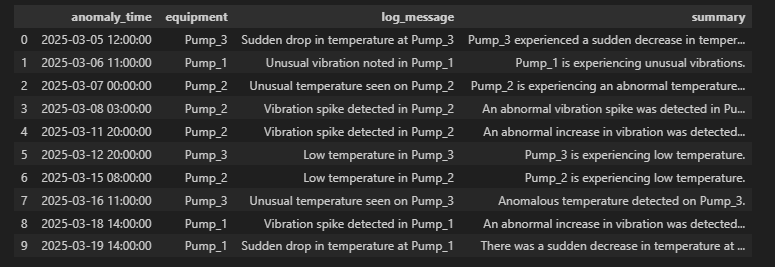 anomaly_time equipment log_message summary
0 2025-03-05 12:00:00 Pump_3 Sudden drop in temperature at Pump_3 Pump_3 experienced a sudden decrease in temper...
1 2025-03-06 11:00:00 Pump_1 Unusual vibration noted in Pump_1 Pump_1 is experiencing unusual vibrations.
2 2025-03-07 00:00:00 Pump_2 Unusual temperature seen on Pump_2 Pump_2 is experiencing an abnormal temperature...
3 2025-03-08 03:00:00 Pump_2 Vibration spike detected in Pump_2 An abnormal vibration spike was detected in Pu...
4 2025-03-11 20:00:00 Pump_2 Vibration spike detected in Pump_2 An abnormal increase in vibration was detected...
5 2025-03-12 20:00:00 Pump_3 Low temperature in Pump_3 Pump_3 is experiencing low temperature.
6 2025-03-15 08:00:00 Pump_2 Low temperature in Pump_2 Pump_2 is experiencing low temperature.
7 2025-03-16 11:00:00 Pump_3 Unusual temperature seen on Pump_3 Anomalous temperature detected on Pump_3.
8 2025-03-18 14:00:00 Pump_1 Vibration spike detected in Pump_1 An abnormal increase in vibration was detected...
9 2025-03-19 14:00:00 Pump_1 Sudden drop in temperature at Pump_1 There was a sudden decrease in temperature at ...